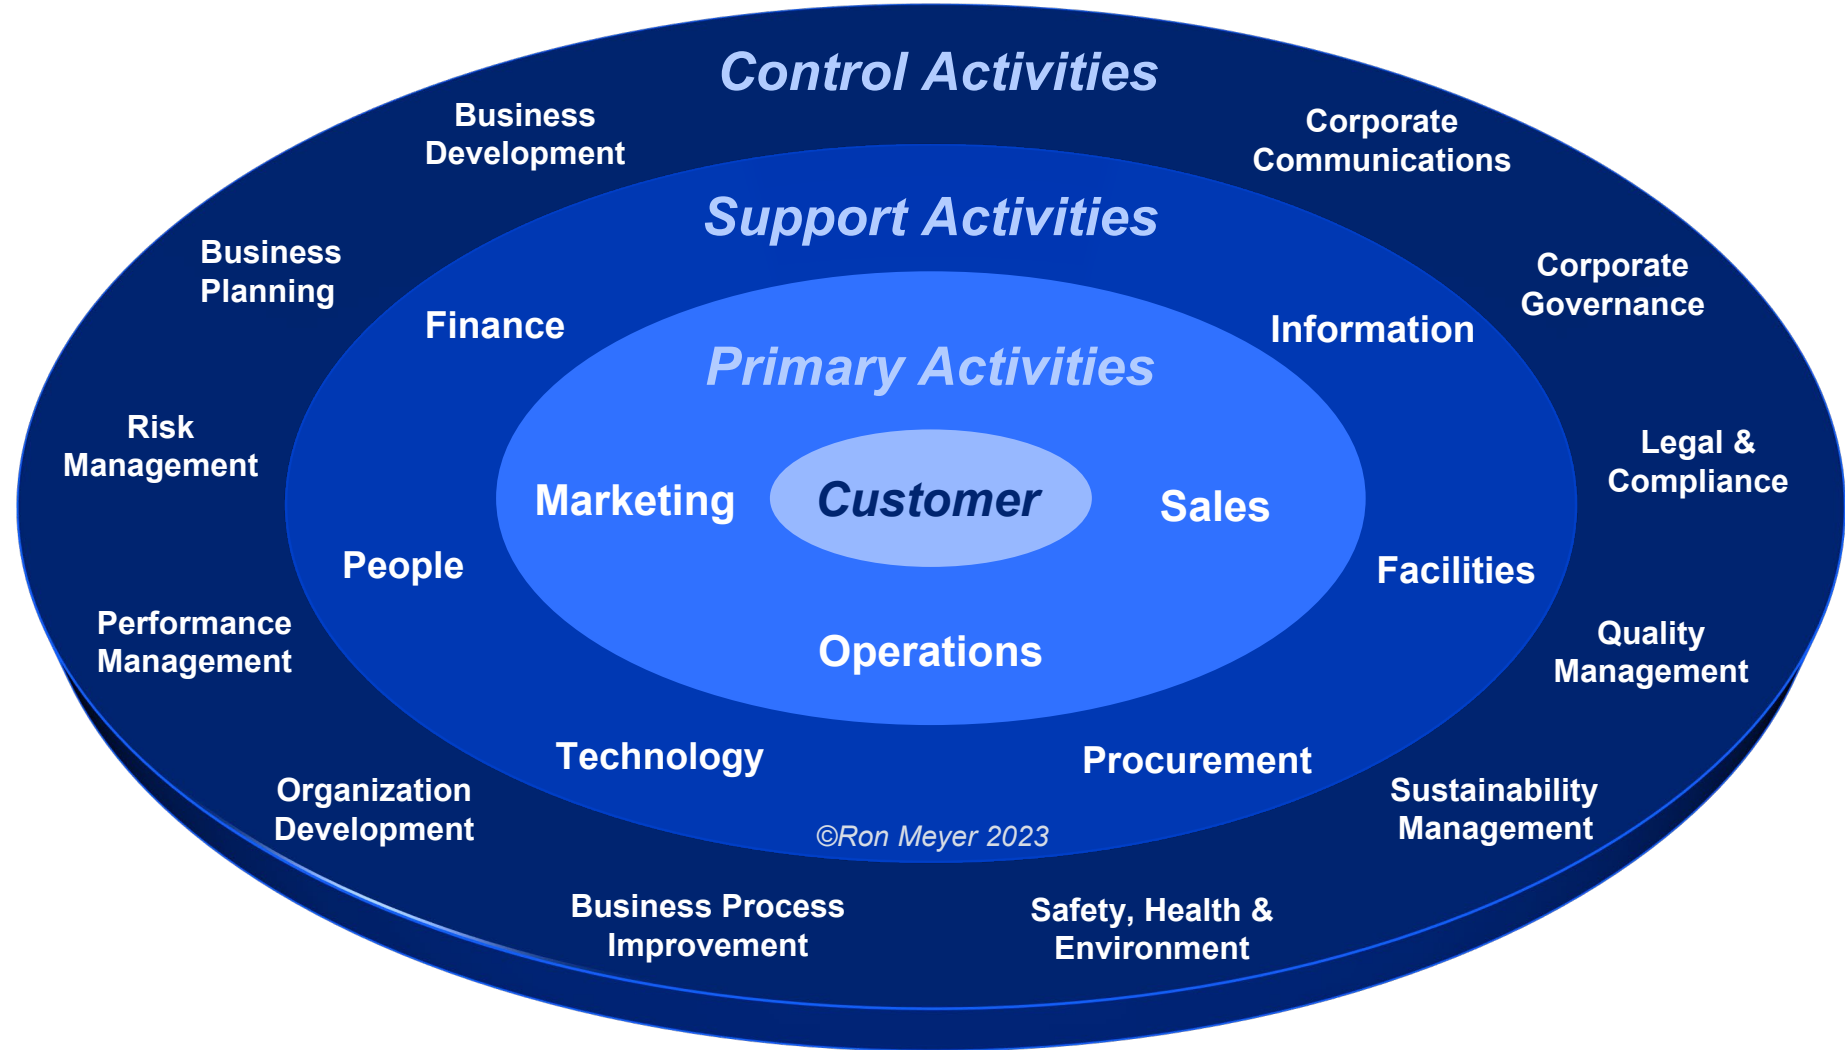 Control Activities
Business
Development
Corporate
Communications
Support Activities
Business
Planning
Corporate
Governance
Finance
Information
Primary Activities
Risk
Management
Legal &
Compliance
Marketing
Customer
Sales
People
Facilities
Performance
Management
Quality
Management
Operations
Technology
Procurement
Organization
Development
Sustainability
Management
©Ron Meyer 2023
Business Process
Improvement
Safety, Health &
Environment